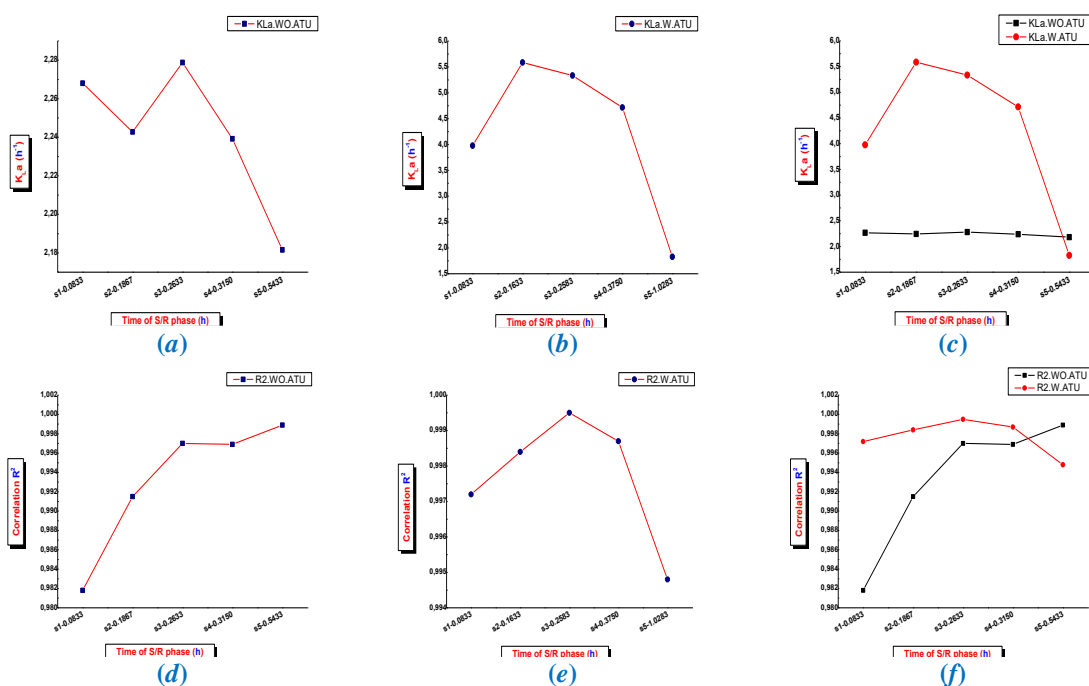 KLa.WO.ATU
2,28
2,26
2,24
2,22
2,20
2,18
K_L a (h⁻¹)
s1-0.0833
s2-0.1867
s3-0.2633
s4-0.3150
s5-0.5433
Time of S/R phase (h)
(a)
KLa.W.ATU
6,0
5,5
5,0
4,5
4,0
3,5
3,0
2,5
2,0
1,5
K_L a (h⁻¹)
s1-0.0833
s2-0.1633
s3-0.2583
s4-0.3750
s5-1.0283
Time of S/R phase (h)
(b)
KLa.WO.ATU
KLa.W.ATU
6,0
5,5
5,0
4,5
4,0
3,5
3,0
2,5
2,0
1,5
K_L a (h⁻¹)
s1-0.0833
s2-0.1867
s3-0.2633
s4-0.3150
s5-0.5433
Time of S/R phase (h)
(c)
R2.WO.ATU
1,002
1,000
0,998
0,996
0,994
0,992
0,990
0,988
0,986
0,984
0,982
0,980
Correlation R²
s1-0.0833
s2-0.1867
s3-0.2633
s4-0.3150
s5-0.5433
Time of S/R phase (h)
(d)
R2.W.ATU
1,000
0,999
0,998
0,997
0,996
0,995
0,994
Correlation R²
s1-0.0833
s2-0.1633
s3-0.2583
s4-0.3750
s5-1.0283
Time of S/R phase (h)
(e)
R2.WO.ATU
R2.W.ATU
1,002
1,000
0,998
0,996
0,994
0,992
0,990
0,988
0,986
0,984
0,982
0,980
Correlation R²
s1-0.0833
s2-0.1867
s3-0.2633
s4-0.3150
s5-0.5433
Time of S/R phase (h)
(f)